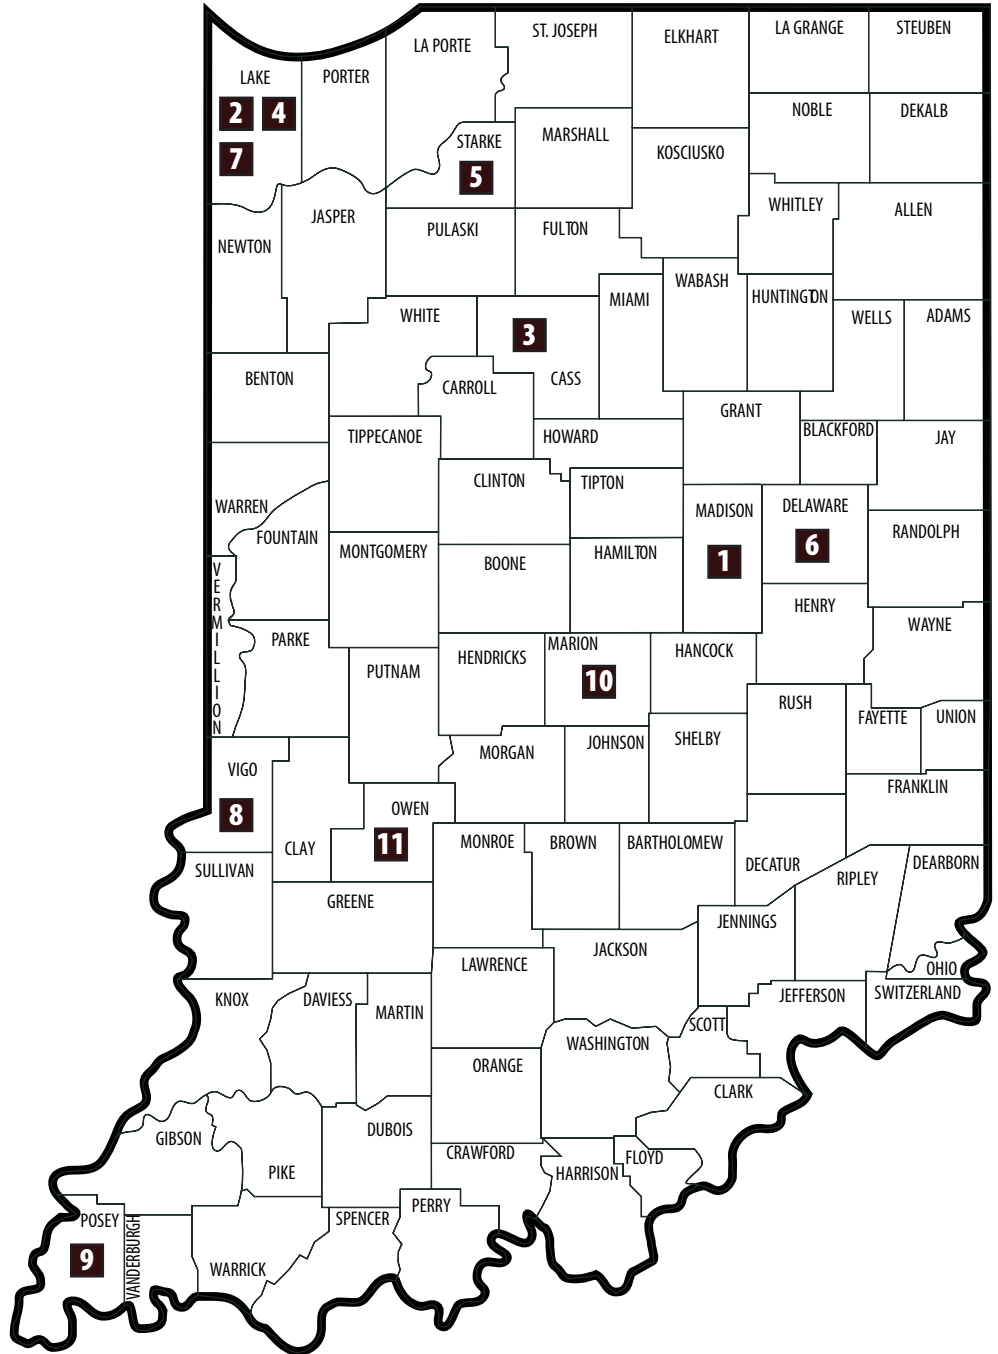 ST. JOSEPH
LA GRANGE
STEUBEN
ELKHART
LA PORTE
LAKE
PORTER
2 4
7
NOBLE
DEKALB
STARKE
5
MARSHALL
KOSCIUSKO
JASPER
WHITLEY
ALLEN
NEWTON
PULASKI
FULTON
WABASH
MIAMI
HUNTINGTON
WHITE
3
CASS
WELLS
ADAMS
BENTON
CARROLL
GRANT
TIPPECANOE
HOWARD
BLACKFORD
JAY
CLINTON
TIPTON
WARREN
MADISON
1
DELAWARE
6
FOUNTAIN
RANDOLPH
MONTGOMERY
BOONE
HAMILTON
VERMILLION
HENRY
PARKE
WAYNE
MARION
10
HENDRICKS
HANCOCK
PUTNAM
RUSH
FAYETTE
UNION
MORGAN
JOHNSON
SHELBY
VIGO
8
FRANKLIN
OWEN
11
CLAY
MONROE
BROWN
BARTHOLOMEW
DECATUR
DEARBORN
SULLIVAN
RIPLEY
GREENE
JENNINGS
JACKSON
LAWRENCE
OHIO
KNOX
DAVIESS
MARTIN
JEFFERSON
SWITZERLAND
SCOTT
WASHINGTON
ORANGE
CLARK
GIBSON
DUBOIS
CRAWFORD
FLOYD
PIKE
HARRISON
PERRY
POSEY
9
SPENCER
VANDERBURGH
WARRICK